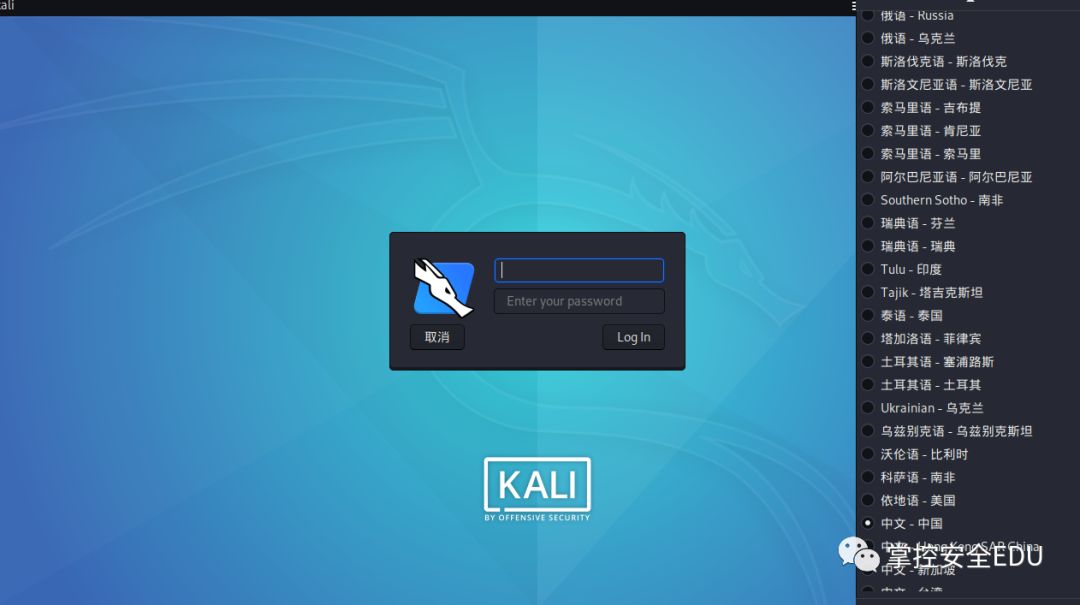 ali
Enter your password
取消
Log In
KALI
BY OFFENSIVE SECURITY
俄语 - Russia
俄语 - 乌克兰
斯洛伐克语 - 斯洛伐克
斯洛文尼亚语 - 斯洛文尼亚
索马里语 - 吉布提
索马里语 - 肯尼亚
索马里语 - 索马里
阿尔巴尼亚语 - 阿尔巴尼亚
Southern Sotho - 南非
瑞典语 - 芬兰
瑞典语 - 瑞典
Tulu - 印度
Tajik - 塔吉克斯坦
泰语 - 泰国
塔加洛语 - 菲律宾
土耳其语 - 塞浦路斯
土耳其语 - 土耳其
Ukrainian - 乌克兰
乌兹别克语 - 乌兹别克斯坦
沃伦语 - 比利时
科萨语 - 南非
依地语 - 美国
中文 - 中国
中文 - Hong Kong SAR China
掌控安全EDU
中文 - 新加坡
中文 - 台湾